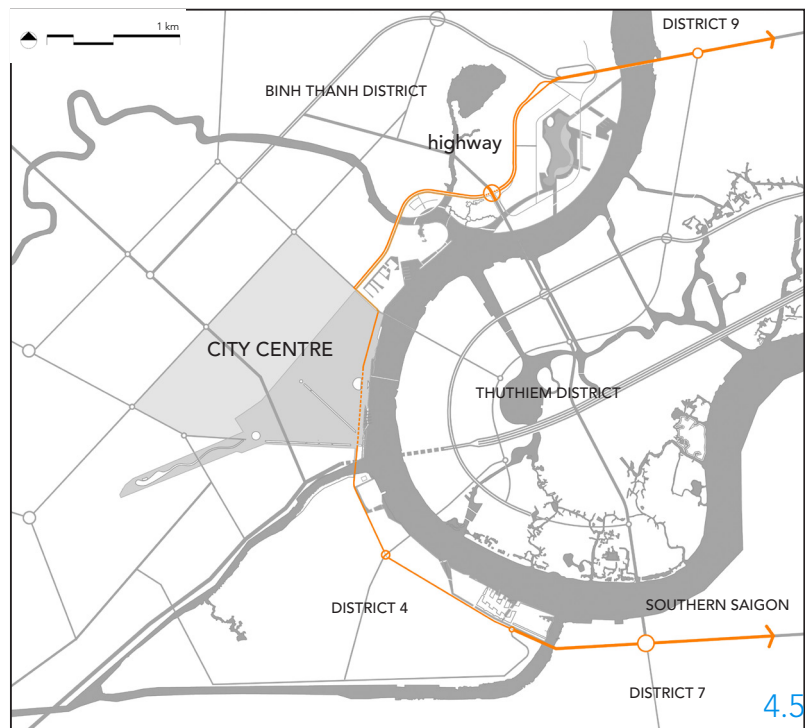 1 km
DISTRICT 9
BINH THANH DISTRICT
highway
CITY CENTRE
THUTHIEM DISTRICT
DISTRICT 4
SOUTHERN SAIGON
DISTRICT 7
4.5